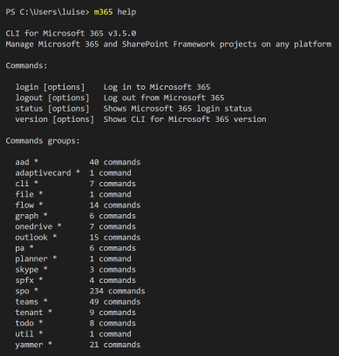 PS C:\Users\luise> m365 help
CLI for Microsoft 365 v3.5.0
Manage Microsoft 365 and SharePoint Framework projects on any platform
Commands:
login [options] Log in to Microsoft 365
logout [options] Log out from Microsoft 365
status [options] Shows Microsoft 365 login status
version [options] Shows CLI for Microsoft 365 version
Commands groups:
aad * 40 commands
adaptivecard * 1 command
cli * 7 commands
file * 1 command
flow * 14 commands
graph * 6 commands
onedrive * 7 commands
outlook * 15 commands
pa * 6 commands
planner * 1 command
skype * 3 commands
spfx * 4 commands
spo * 234 commands
teams * 49 commands
tenant * 9 commands
todo * 8 commands
util * 1 command
yammer * 21 commands